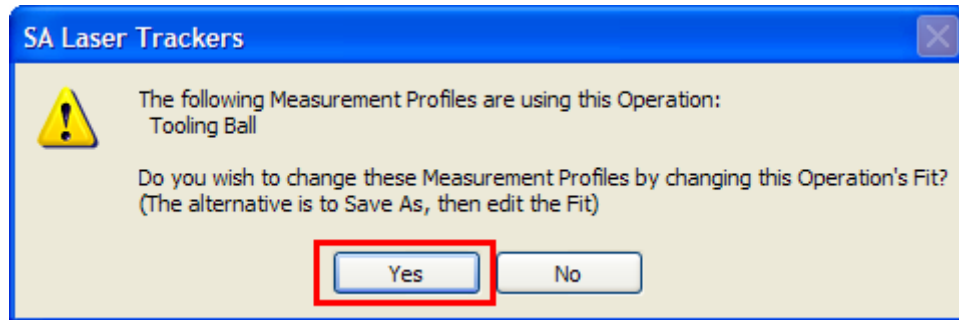 SA Laser Trackers
The following Measurement Profiles are using this Operation:
Tooling Ball
Do you wish to change these Measurement Profiles by changing this Operation's Fit?
(The alternative is to Save As, then edit the Fit)
Yes No